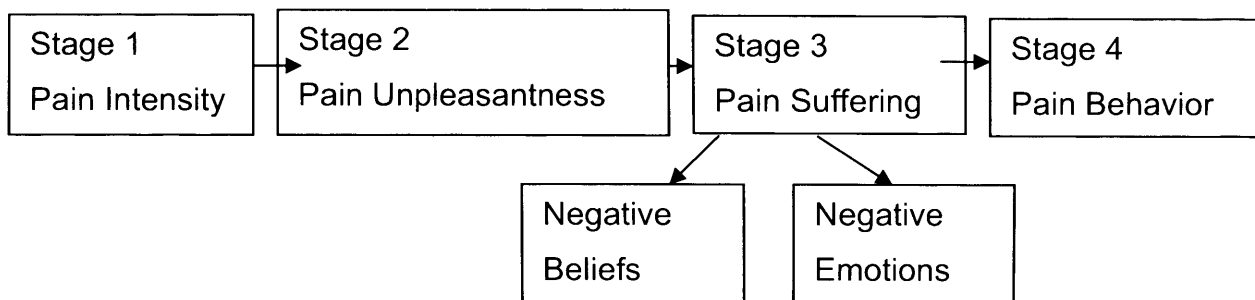 Stage 1
Pain Intensity
Stage 2
Pain Unpleasantness
Stage 3
Pain Suffering
Stage 4
Pain Behavior
Negative
Beliefs
Negative
Emotions